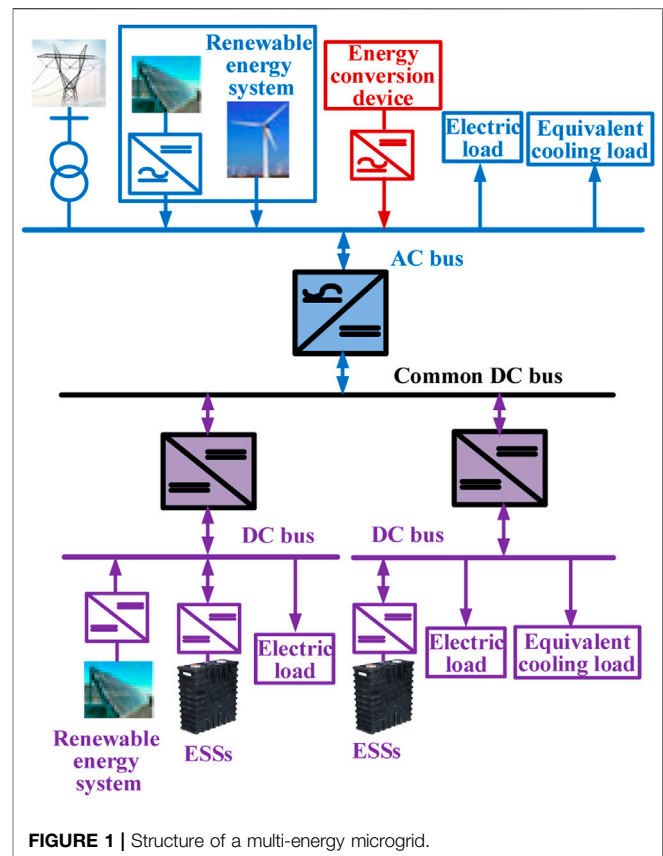 Renewable
energy
system
Energy
conversion
device
Electric
load
Equivalent
cooling load
AC bus
Common DC bus
DC bus
DC bus
Electric
load
Electric
load
Equivalent
cooling load
Renewable
energy
system
ESSs
ESSs
FIGURE 1 | Structure of a multi-energy microgrid.